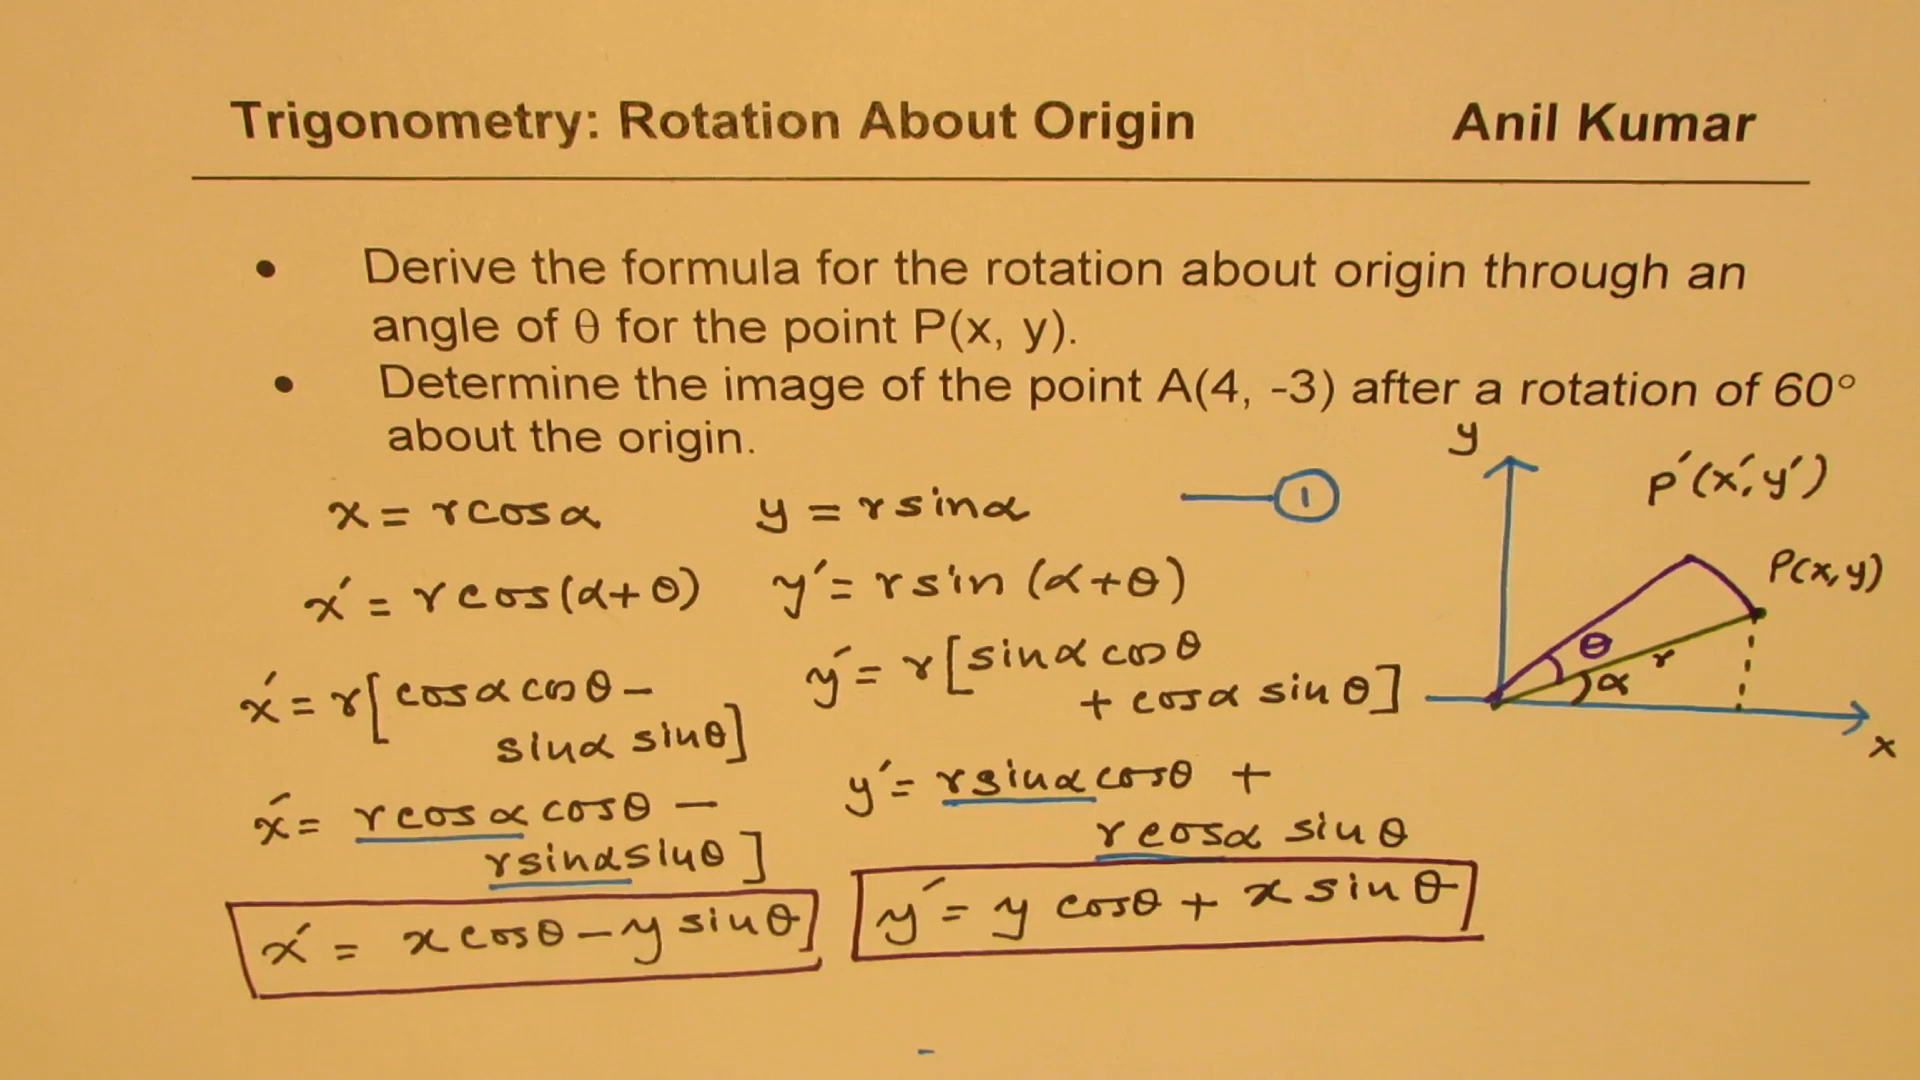 Trigonometry: Rotation About Origin Anil Kumar
• Derive the formula for the rotation about origin through an
angle of θ for the point P(x, y).
• Determine the image of the point A(4, -3) after a rotation of 60°
about the origin.
x = r cos α y = r sin α ① 
x′ = r cos(α + θ) y′ = r sin (α + θ)
x′ = r [cos α cos θ –
sin α sin θ]
y′ = r [sin α cos θ
+ cos α sin θ]
x′ = r cos α cos θ –
r sin α sin θ]
y′ = r sin α cos θ +
r cos α sin θ
x′ = x cos θ – y sin θ
y′ = y cos θ + x sin θ
y
P′(x′, y′)
P(x, y)
θ
r
α
x